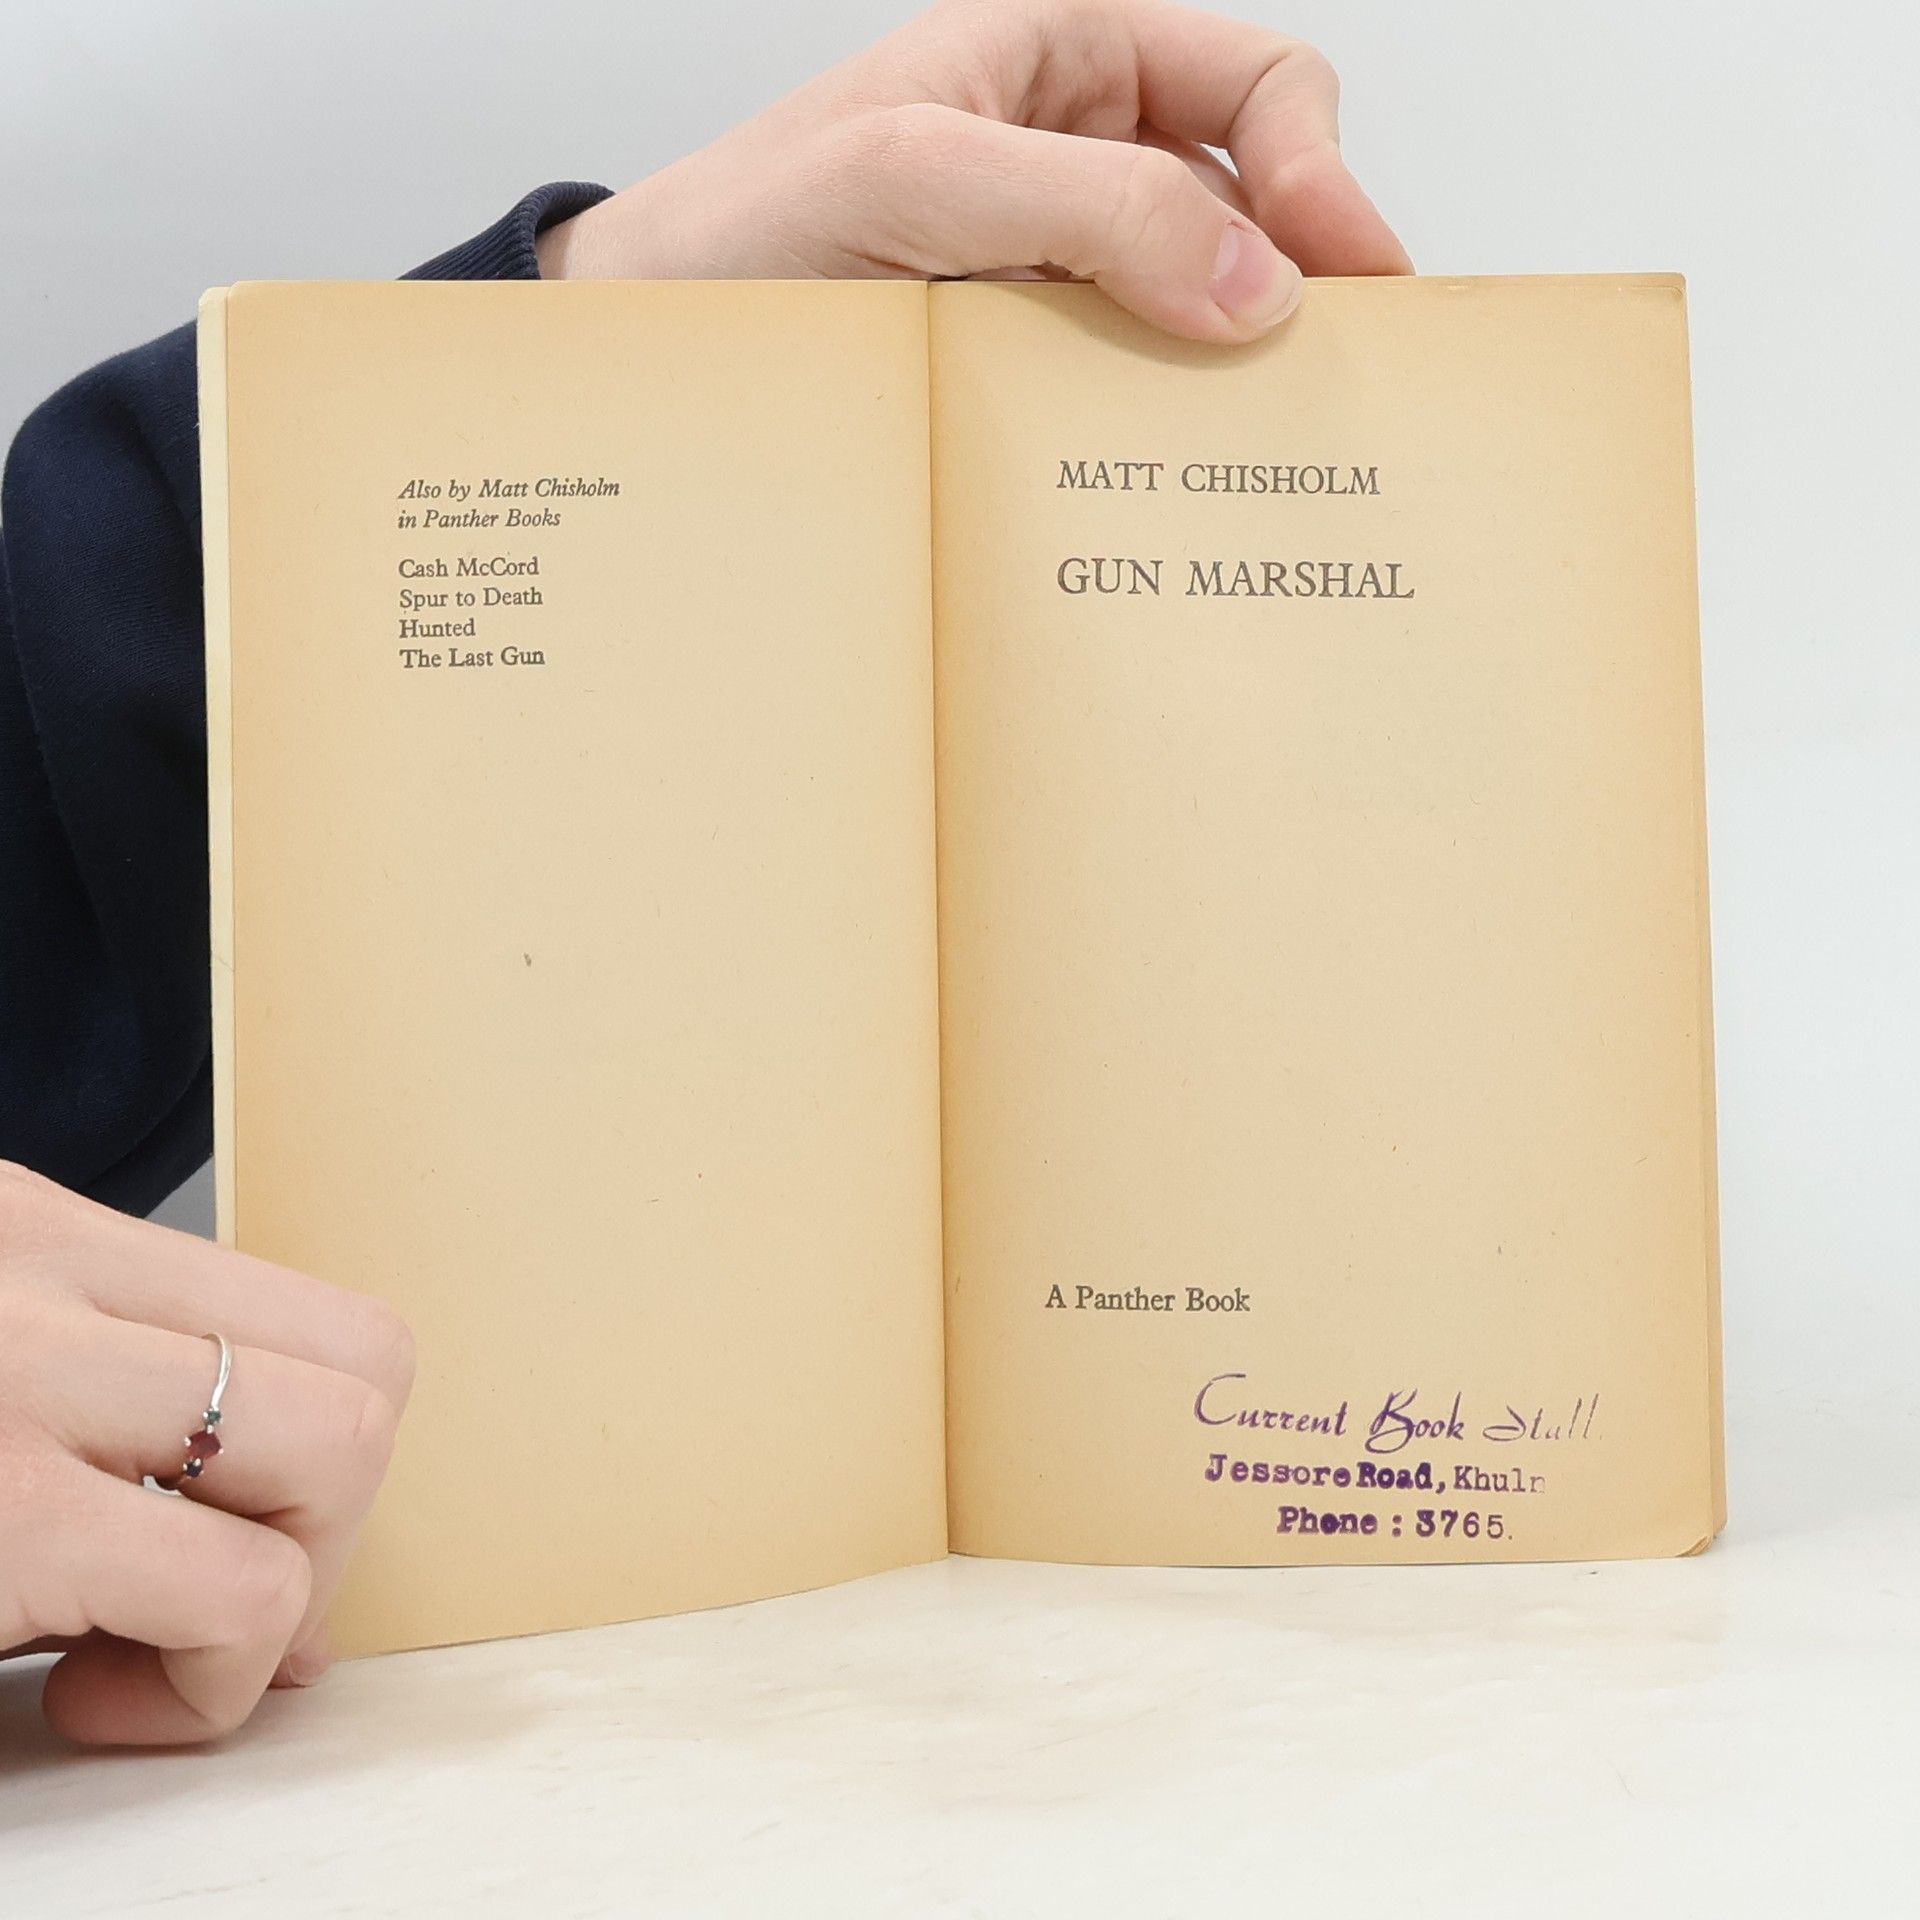 Also by Matt Chisholm
in Panther Books
Cash McCord
Spur to Death
Hunted
The Last Gun
MATT CHISHOLM
GUN MARSHAL
A Panther Book
Current Book Stall.
Jessore Road, Khuln
Phone : 3765.